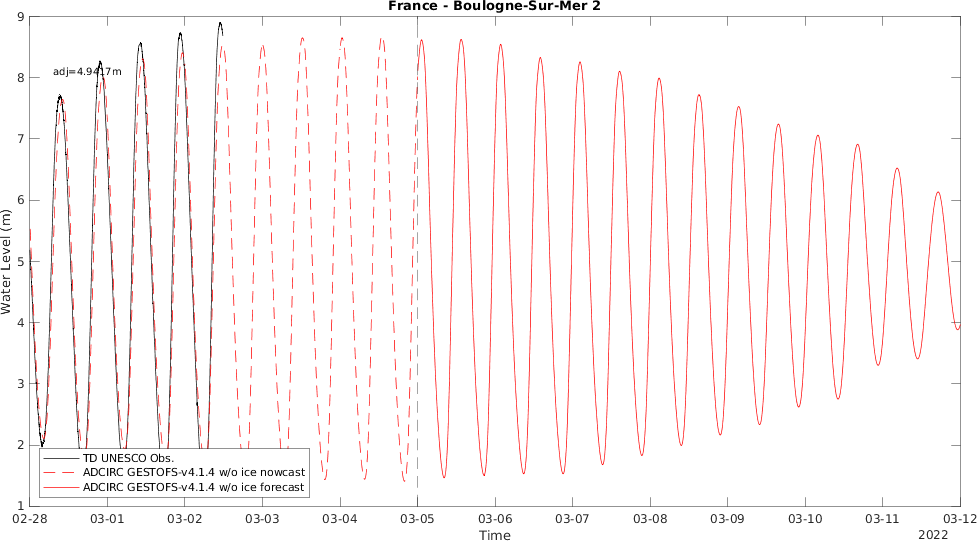 France - Boulogne-Sur-Mer 2
9
8
7
6
5
4
3
2
1
Water Level (m)
adj=4.9417m
TD UNESCO Obs.
ADCIRC GESTOFS-v4.1.4 w/o ice nowcast
ADCIRC GESTOFS-v4.1.4 w/o ice forecast
02-28 03-01 03-02 03-03 03-04 03-05 03-06 03-07 03-08 03-09 03-10 03-11 03-12
Time
2022